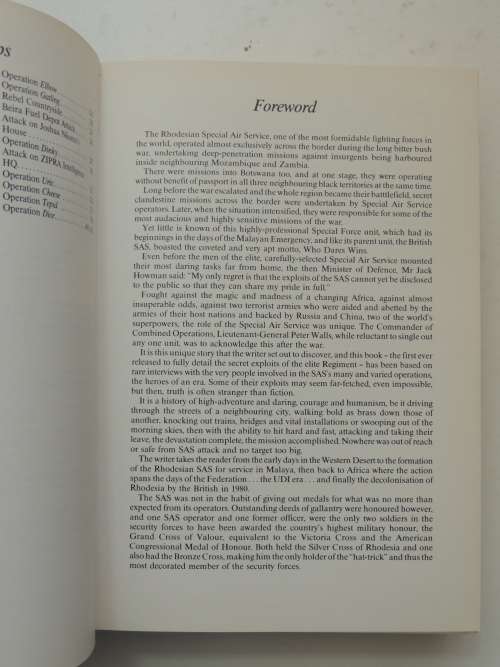 Operation Elbow
Operation Gatling
Rebel Countryside
Beira Fuel Depot Attack
Attack on Joshua Nkomo's
House
Operation Dinky
Attack on ZIPRA Intelligence
HQ
Operation Uric
Operation Cheese
Operation Tepid
Operation Dice
Foreword
The Rhodesian Special Air Service, one of the most formidable fighting forces in
the world, operated almost exclusively across the border during the long bitter bush
war, undertaking deep-penetration missions against insurgents being harboured
inside neighbouring Mozambique and Zambia.
There were missions into Botswana too, and at one stage, they were operating
without benefit of passport in all three neighbouring black territories at the same time.
Long before the war escalated and the whole region became their battlefield, secret
clandestine missions across the border were undertaken by Special Air Service
operators. Later, when the situation intensified, they were responsible for some of the
most audacious and highly sensitive missions of the war.
Yet little is known of this highly-professional Special Force unit, which had its
beginnings in the days of the Malayan Emergency, and like its parent unit, the British
SAS, boasted the coveted and very apt motto, Who Dares Wins.
Even before the men of the elite, carefully-selected Special Air Service mounted
their most daring tasks far from home, the then Minister of Defence, Mr Jack
Howman said: "My only regret is that the exploits of the SAS cannot yet be disclosed
to the public so that they can share my pride in full."
Fought against the magic and madness of a changing Africa, against almost
insuperable odds, against two terrorist armies who were aided and abetted by the
armies of their host nations and backed by Russia and China, two of the world's
superpowers, the role of the Special Air Service was unique. The Commander of
Combined Operations, Lieutenant-General Peter Walls, while reluctant to single out
any one unit, was to acknowledge this after the war.
It is this unique story that the writer set out to discover, and this book – the first ever
released to fully detail the secret exploits of the elite Regiment – has been based on
rare interviews with the very people involved in the SAS's many and varied operations,
the heroes of an era. Some of their exploits may seem far-fetched, even impossible,
but then, truth is often stranger than fiction.
It is a history of high-adventure and daring, courage and humanism, be it driving
through the streets of a neighbouring city, walking bold as brass down those of
another, knocking out trains, bridges and vital installations or swooping out of the
morning skies, then with the ability to hit hard and fast, attacking and taking their
leave, the devastation complete, the mission accomplished. Nowhere was out of reach
or safe from SAS attack and no target too big.
The writer takes the reader from the early days in the Western Desert to the formation
of the Rhodesian SAS for service in Malaya, then back to Africa where the action
spans the days of the Federation . . . the UDI era . . . and finally the decolonisation of
Rhodesia by the British in 1980.
The SAS was not in the habit of giving out medals for what was no more than
expected from its operators. Outstanding deeds of gallantry were honoured however,
and one SAS operator and one former officer, were the only two soldiers in the
security forces to have been awarded the country's highest military honour, the
Grand Cross of Valour, equivalent to the Victoria Cross and the American
Congressional Medal of Honour. Both held the Silver Cross of Rhodesia and one
also had the Bronze Cross, making him the only holder of the "hat-trick" and thus the
most decorated member of the security forces.